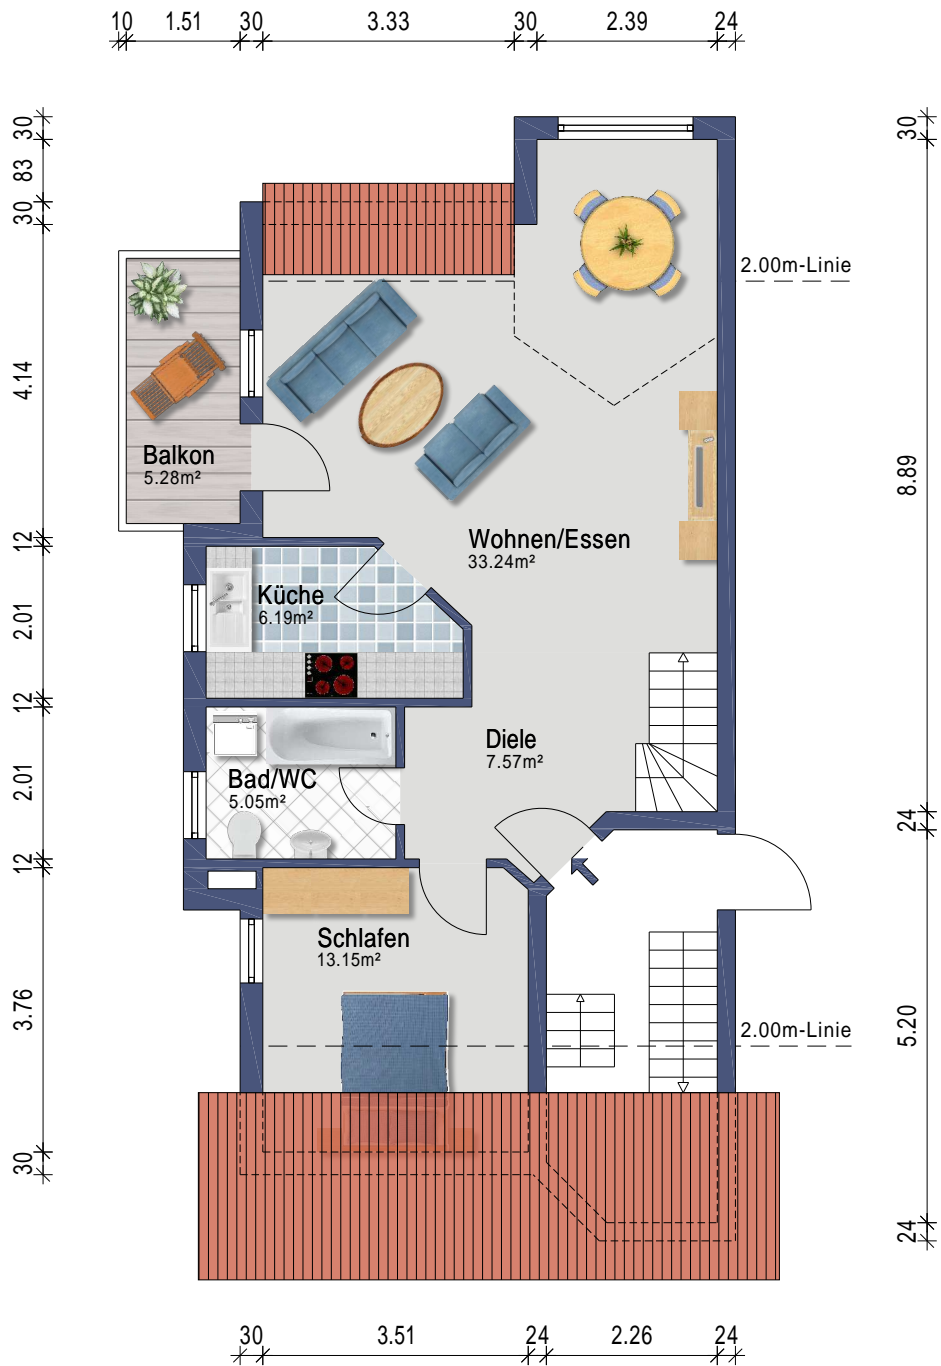 10 1.51 30 3.33 30 2.39 24
30
83
30
4.14
12
2.01
12
2.01
12
3.76
30
30
8.89
24
5.20
24
2.00m-Linie
Balkon
5.28m²
Wohnen/Essen
33.24m²
Küche
6.19m²
Diele
7.57m²
Bad/WC
5.05m²
Schlafen
13.15m²
2.00m-Linie
30 3.51 24 2.26 24